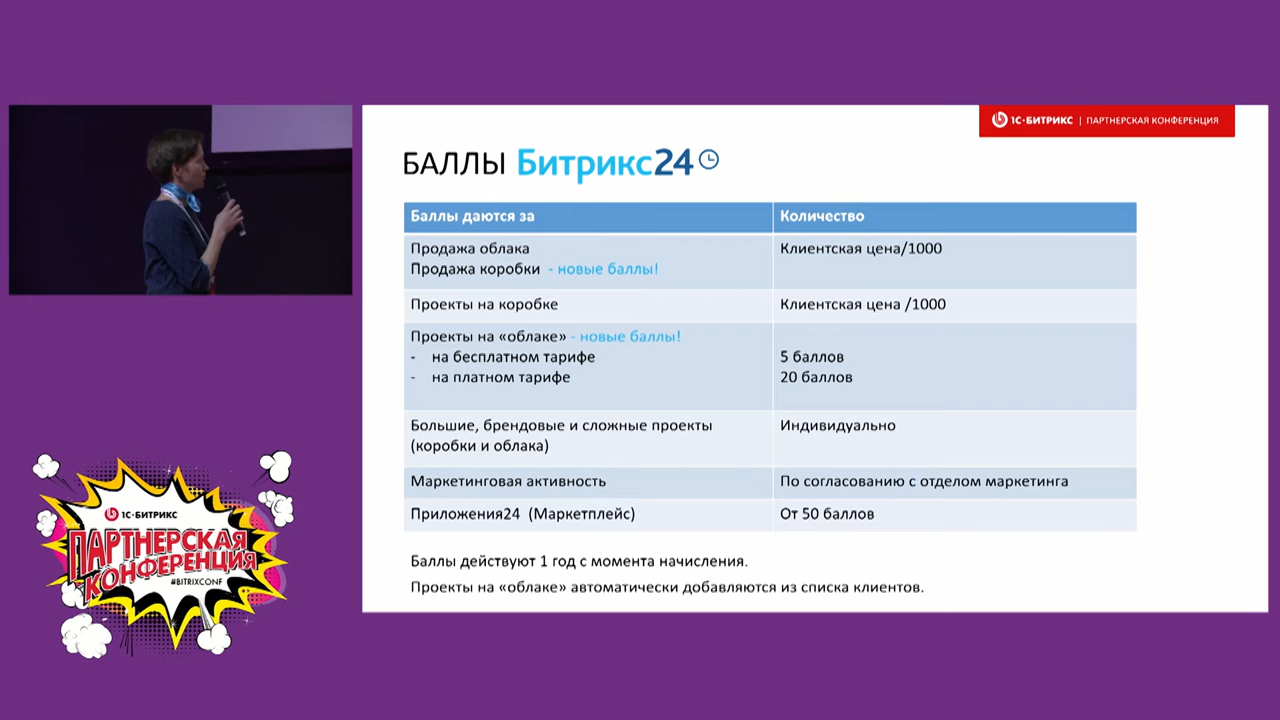 1С-БИТРИКС | ПАРТНЕРСКАЯ КОНФЕРЕНЦИЯ
БАЛЛЫ Битрикс24
Баллы даются за Количество
Продажа облака Клиентская цена/1000
Продажа коробки - новые баллы!
Проекты на коробке Клиентская цена /1000
Проекты на «облаке» - новые баллы!
- на бесплатном тарифе 5 баллов
- на платном тарифе 20 баллов
Большие, брендовые и сложные проекты Индивидуально
(коробки и облака)
Маркетинговая активность По согласованию с отделом маркетинга
Приложения24 (Маркетплейс) От 50 баллов
Баллы действуют 1 год с момента начисления.
Проекты на «облаке» автоматически добавляются из списка клиентов.
1С-БИТРИКС
ПАРТНЕРСКАЯ
КОНФЕРЕНЦИЯ
#BITRIXCONF